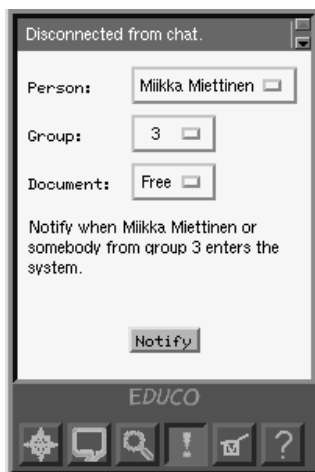 Disconnected from chat.
Person: Miikka Miettinen
Group: 3
Document: Free
Notify when Miikka Miettinen or
somebody from group 3 enters the
system.
Notify
EDUCO
! ?